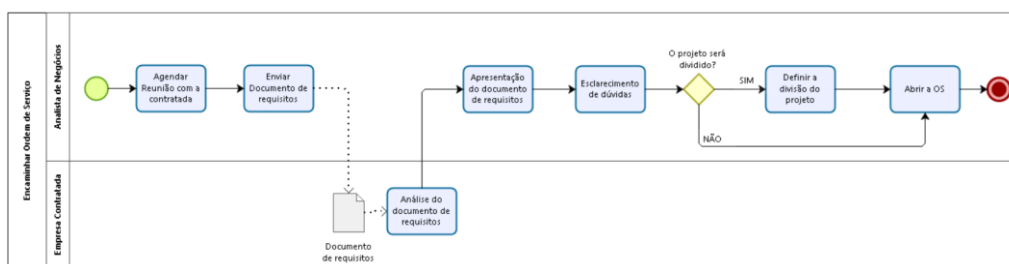 Encaminhar Ordem de Serviço
Analista de Negócios
Agendar
Reunião com a
contratada
Enviar
Documento de
requisitos
Apresentação
do documento
de requisitos
Esclarecimento
de dúvidas
O projeto será
dividido?
SIM
NÃO
Definir a
divisão do
projeto
Abrir a OS
Empresa Contratada
Documento
de requisitos
Análise do
documento de
requisitos